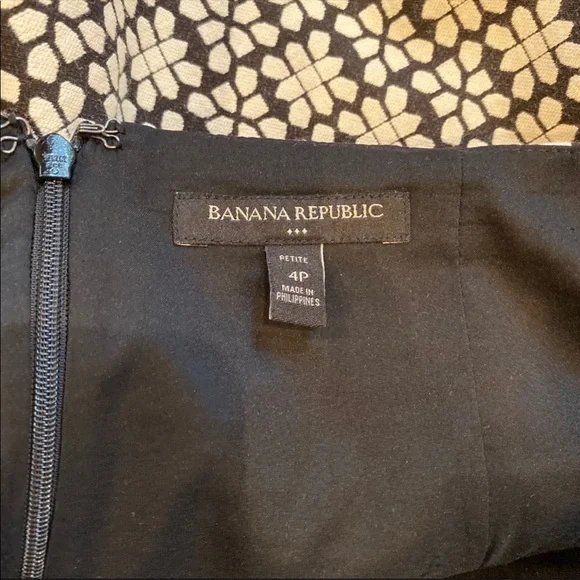 BANANA REPUBLIC
PETITE
4P
MADE IN
PHILIPPINES